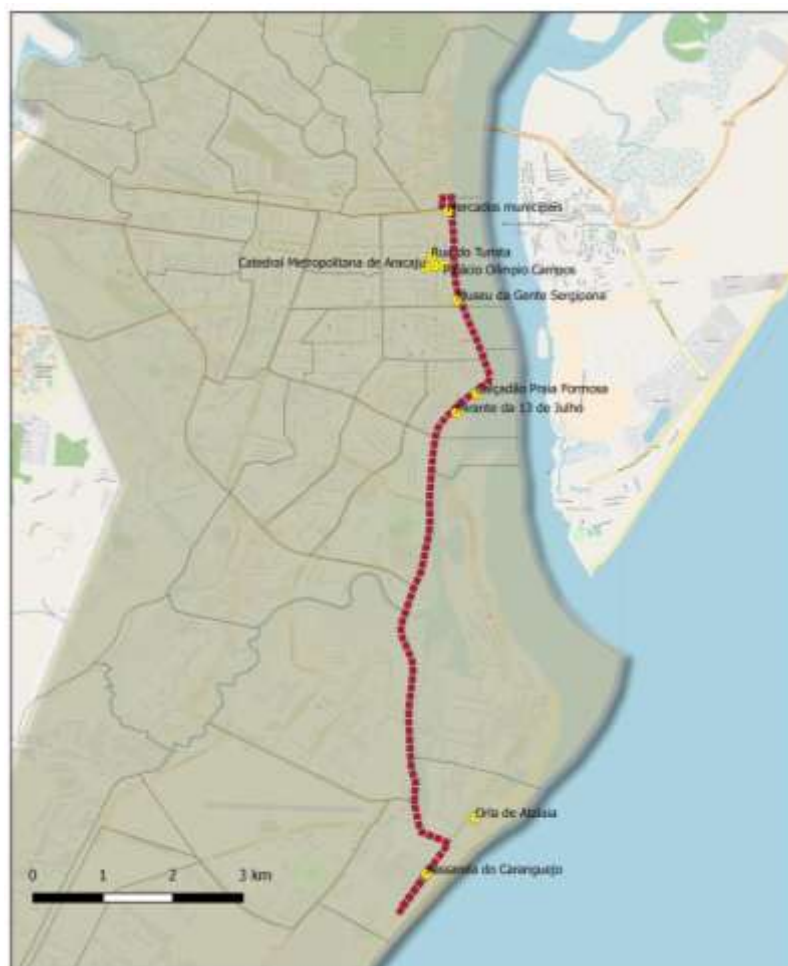 Mercados municipais
Rua do Turista
Catedral Metropolitana de Aracaju
Palácio Olímpio Campos
Museu da Gente Sergipana
Calçadão Praia Formosa
Mirante da 13 de Julho
Orla de Atalaia
Passarela do Caranguejo
0 1 2 3 km